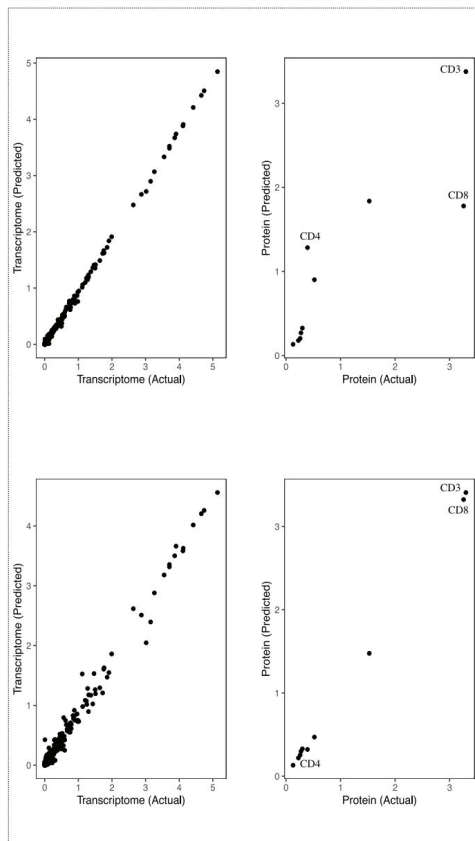 5
4
3
2
1
0
Transcriptome (Predicted)
0
1
2
3
4
5
Transcriptome (Actual)
3
2
1
0
Protein (Predicted)
CD3
CD8
CD4
0
1
2
3
Protein (Actual)
4
3
2
1
0
Transcriptome (Predicted)
0
1
2
3
4
5
Transcriptome (Actual)
3
2
1
0
Protein (Predicted)
CD3
CD8
CD4
0
1
2
3
Protein (Actual)